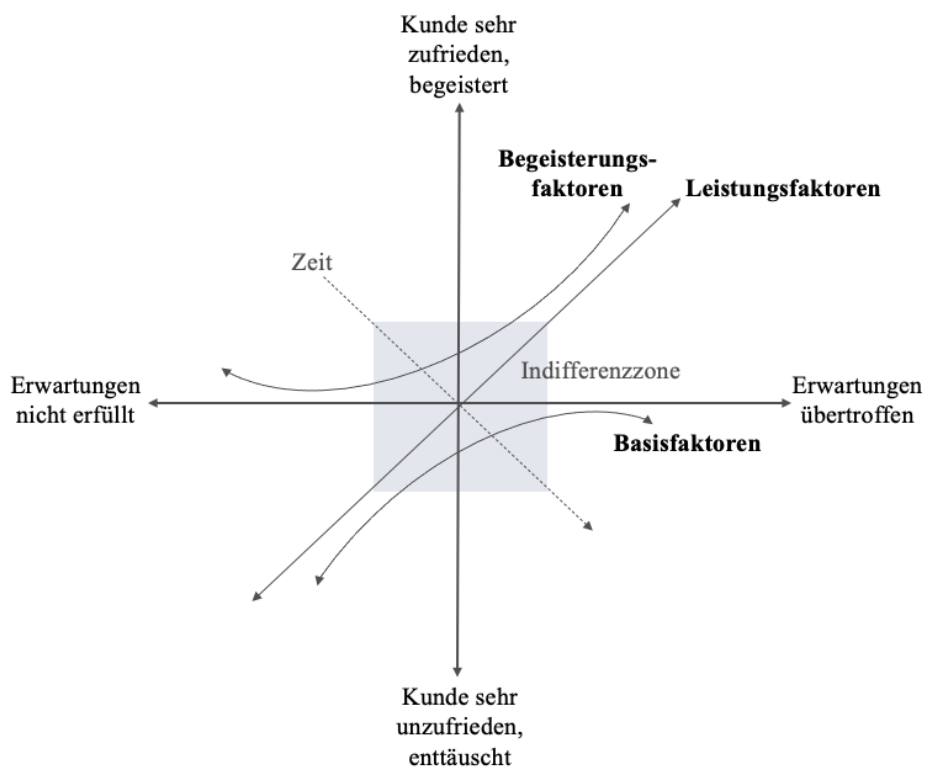 Kunde sehr
zufrieden,
begeistert
Begeisterungs-
faktoren
Leistungsfaktoren
Zeit
Indifferenzzone
Erwartungen
nicht erfüllt
Erwartungen
übertroffen
Basisfaktoren
Kunde sehr
unzufrieden,
enttäuscht